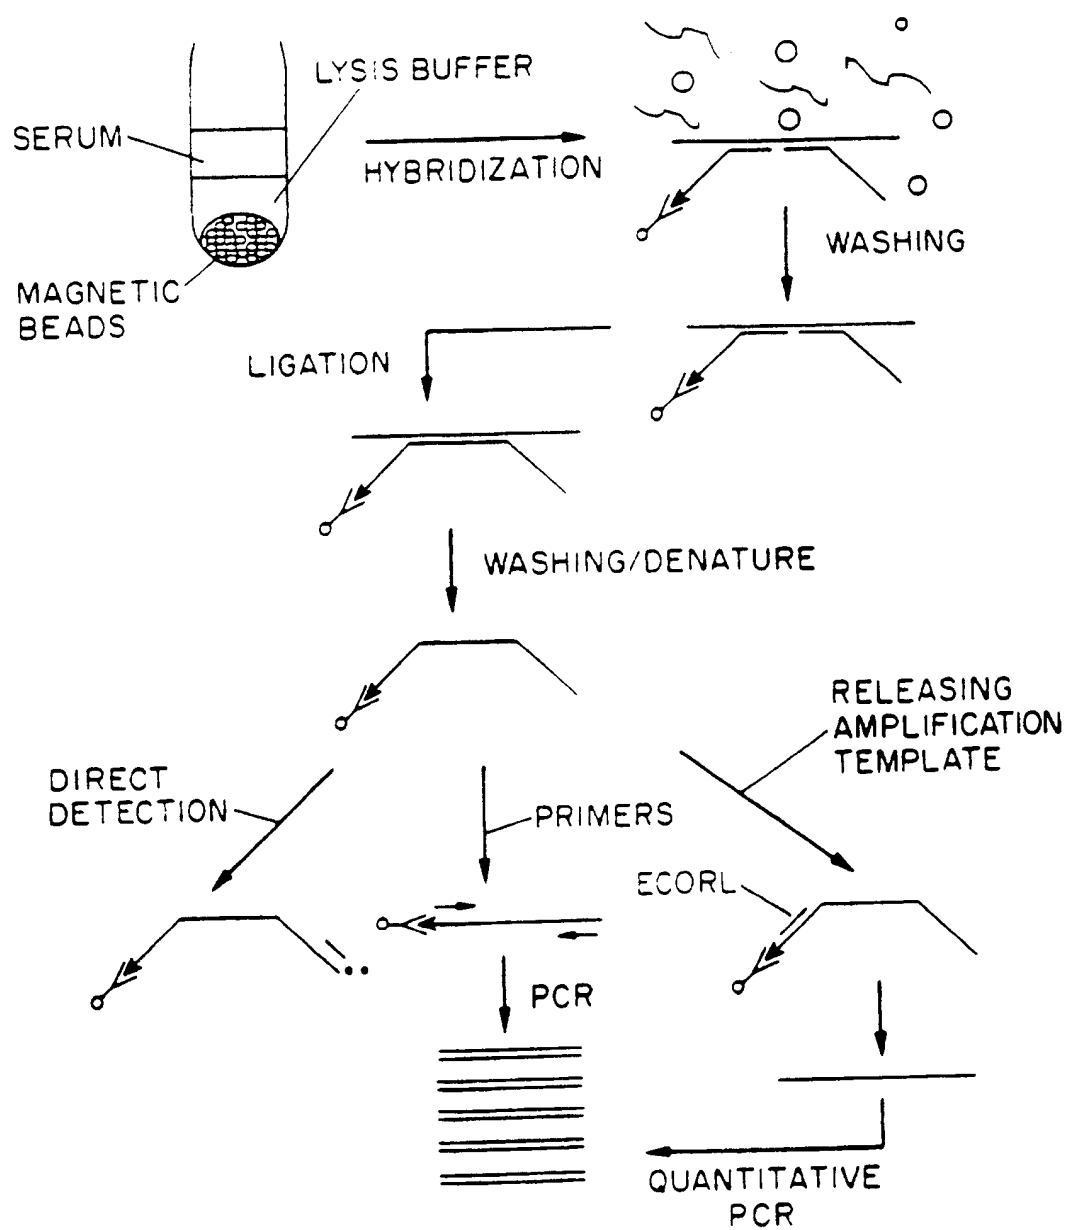 LYSIS BUFFER
SERUM
HYBRIDIZATION
MAGNETIC
BEADS
WASHING
LIGATION
WASHING/DENATURE
RELEASING
AMPLIFICATION
TEMPLATE
DIRECT
DETECTION
PRIMERS
ECORL
PCR
QUANTITATIVE
PCR